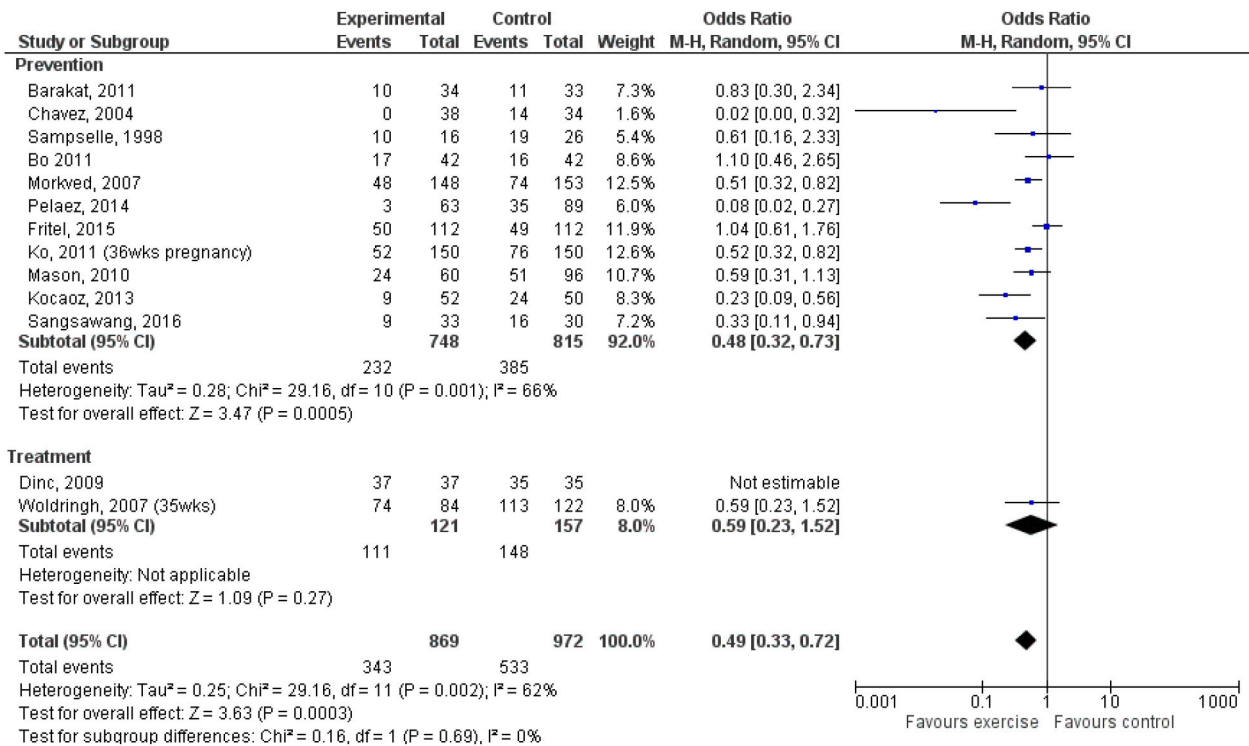 Experimental Control Odds Ratio Odds Ratio
Study or Subgroup Events Total Events Total Weight M-H, Random, 95% CI M-H, Random, 95% CI
Prevention
Barakat, 2011 10 34 11 33 7.3% 0.83 [0.30, 2.34]
Chavez, 2004 0 38 14 34 1.6% 0.02 [0.00, 0.32]
Sampselle, 1998 10 16 19 26 5.4% 0.61 [0.16, 2.33]
Bo 2011 17 42 16 42 8.6% 1.10 [0.46, 2.65]
Morkved, 2007 48 148 74 153 12.5% 0.51 [0.32, 0.82]
Pelaez, 2014 3 63 35 89 6.0% 0.08 [0.02, 0.27]
Fritel, 2015 50 112 49 112 11.9% 1.04 [0.61, 1.76]
Ko, 2011 (36wks pregnancy) 52 150 76 150 12.6% 0.52 [0.32, 0.82]
Mason, 2010 24 60 51 96 10.7% 0.59 [0.31, 1.13]
Kocaoz, 2013 9 52 24 50 8.3% 0.23 [0.09, 0.56]
Sangsawang, 2016 9 33 16 30 7.2% 0.33 [0.11, 0.94]
Subtotal (95% CI) 748 815 92.0% 0.48 [0.32, 0.73]
Total events 232 385
Heterogeneity: Tau² = 0.28; Chi² = 29.16, df = 10 (P = 0.001); I² = 66%
Test for overall effect: Z = 3.47 (P = 0.0005)
Treatment
Dinc, 2009 37 37 35 35 Not estimable
Woldringh, 2007 (35wks) 74 84 113 122 8.0% 0.59 [0.23, 1.52]
Subtotal (95% CI) 121 157 8.0% 0.59 [0.23, 1.52]
Total events 111 148
Heterogeneity: Not applicable
Test for overall effect: Z = 1.09 (P = 0.27)
Total (95% CI) 869 972 100.0% 0.49 [0.33, 0.72]
Total events 343 533
Heterogeneity: Tau² = 0.25; Chi² = 29.16, df = 11 (P = 0.002); I² = 62%
Test for overall effect: Z = 3.63 (P = 0.0003)
Test for subgroup differences: Chi² = 0.16, df = 1 (P = 0.69), I² = 0%
0.001 0.1 1 10 1000
Favours exercise Favours control